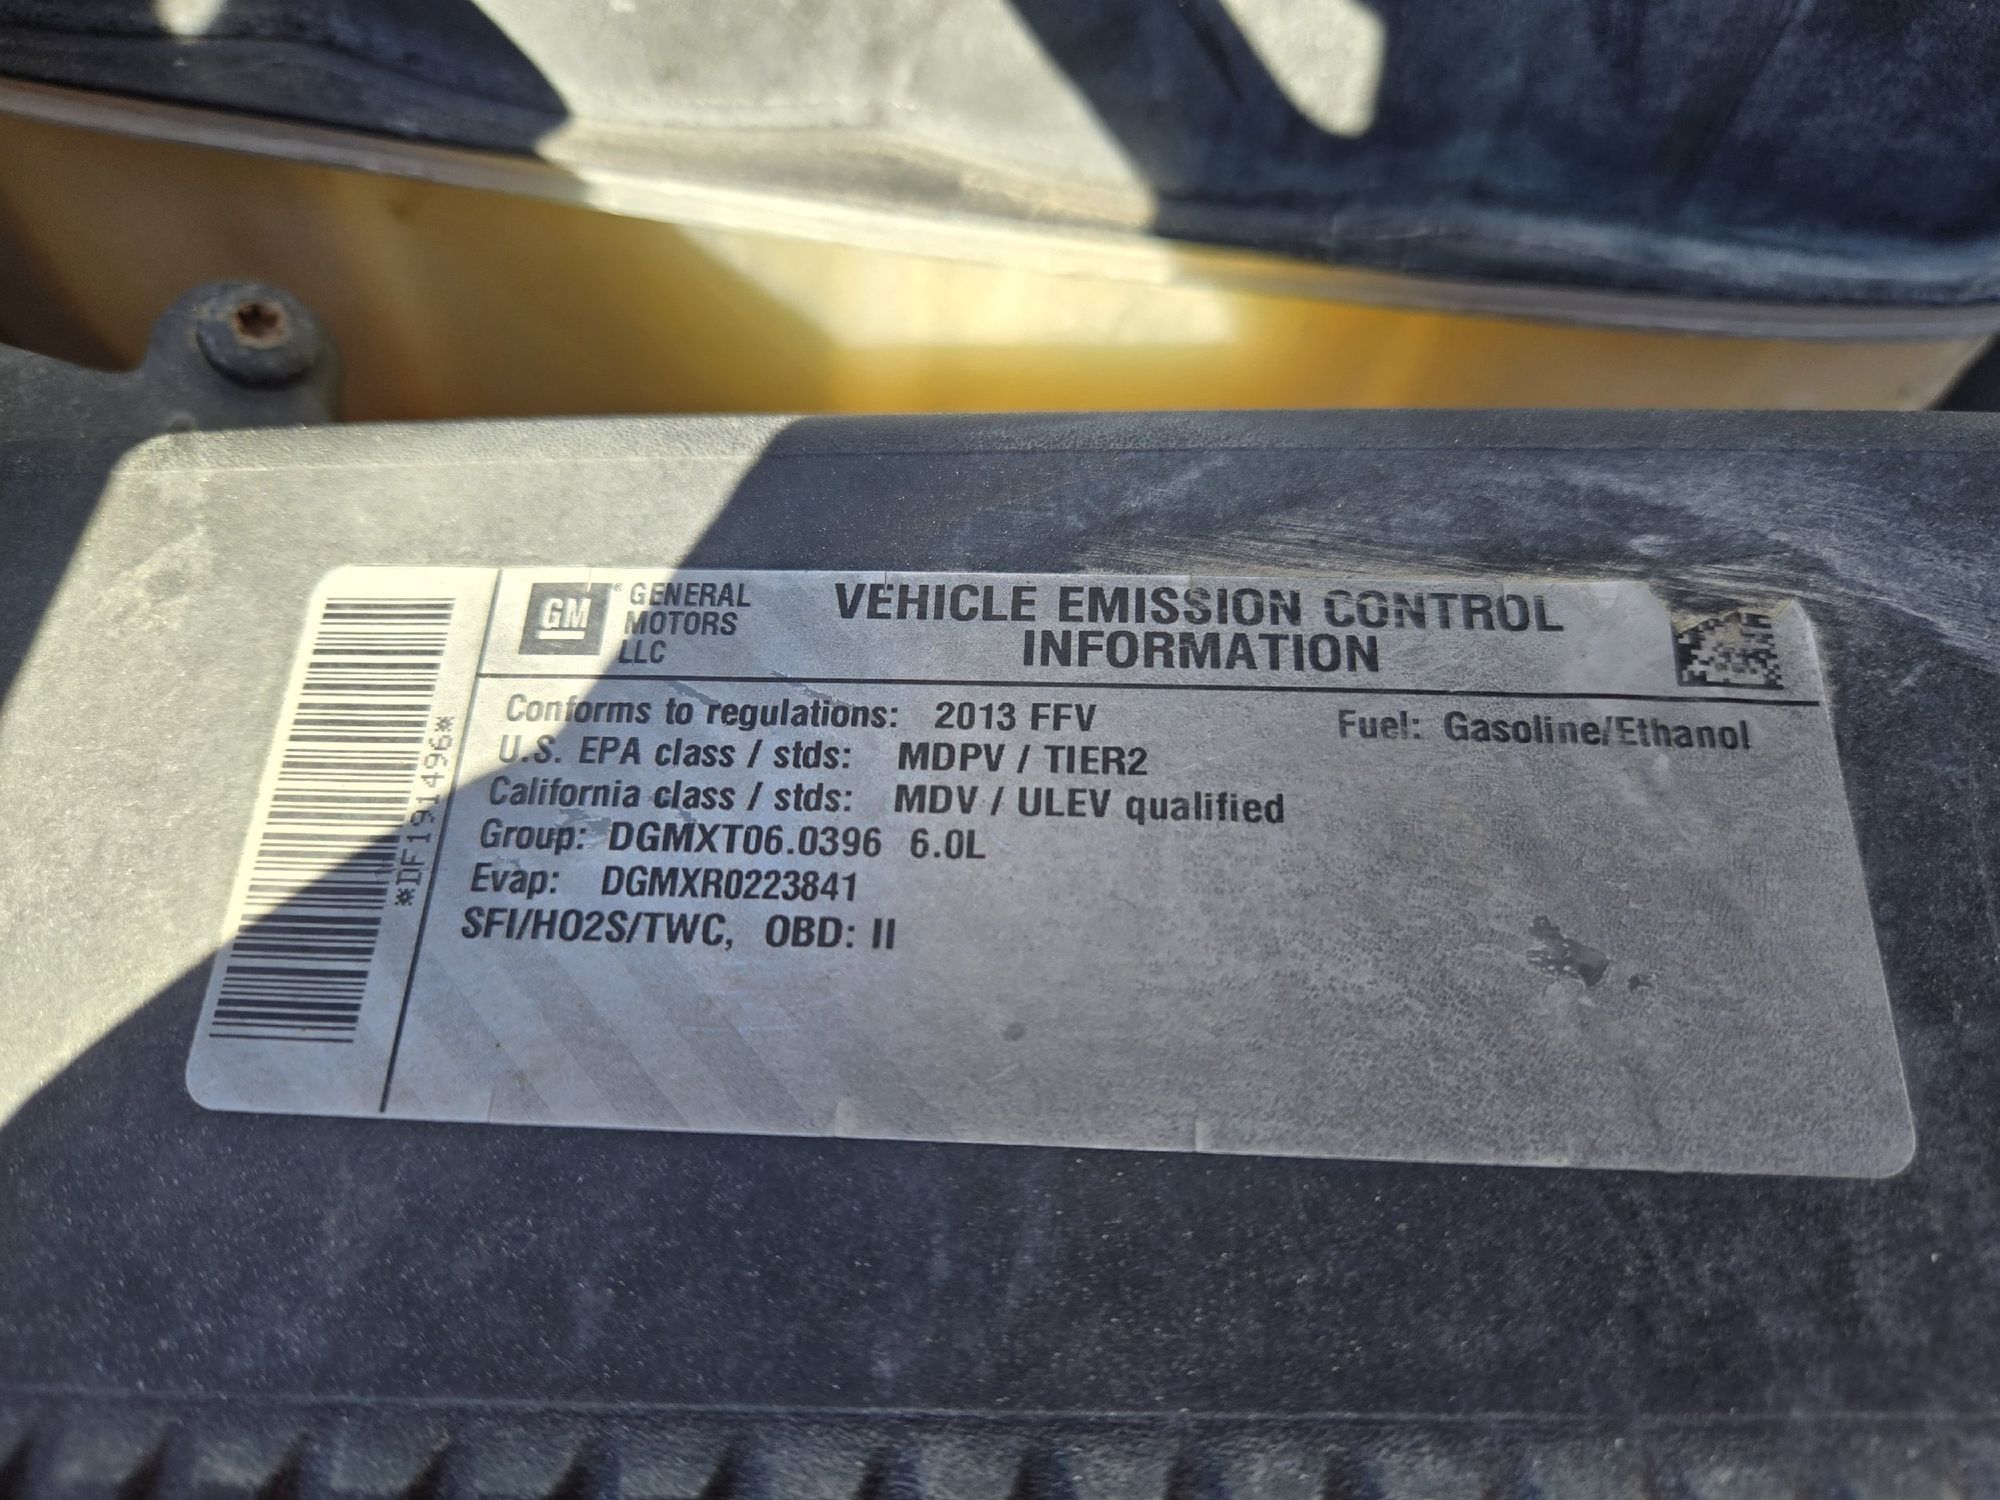 GM
GENERAL
MOTORS
LLC
VEHICLE EMISSION CONTROL
INFORMATION
Conforms to regulations: 2013 FFV
Fuel: Gasoline/Ethanol
U.S. EPA class / stds: MDPV / TIER2
California class / stds: MDV / ULEV qualified
Group: DGMXT06.0396 6.0L
Evap: DGMXR0223841
SFI/HO2S/TWC, OBD: II
*DF191496*